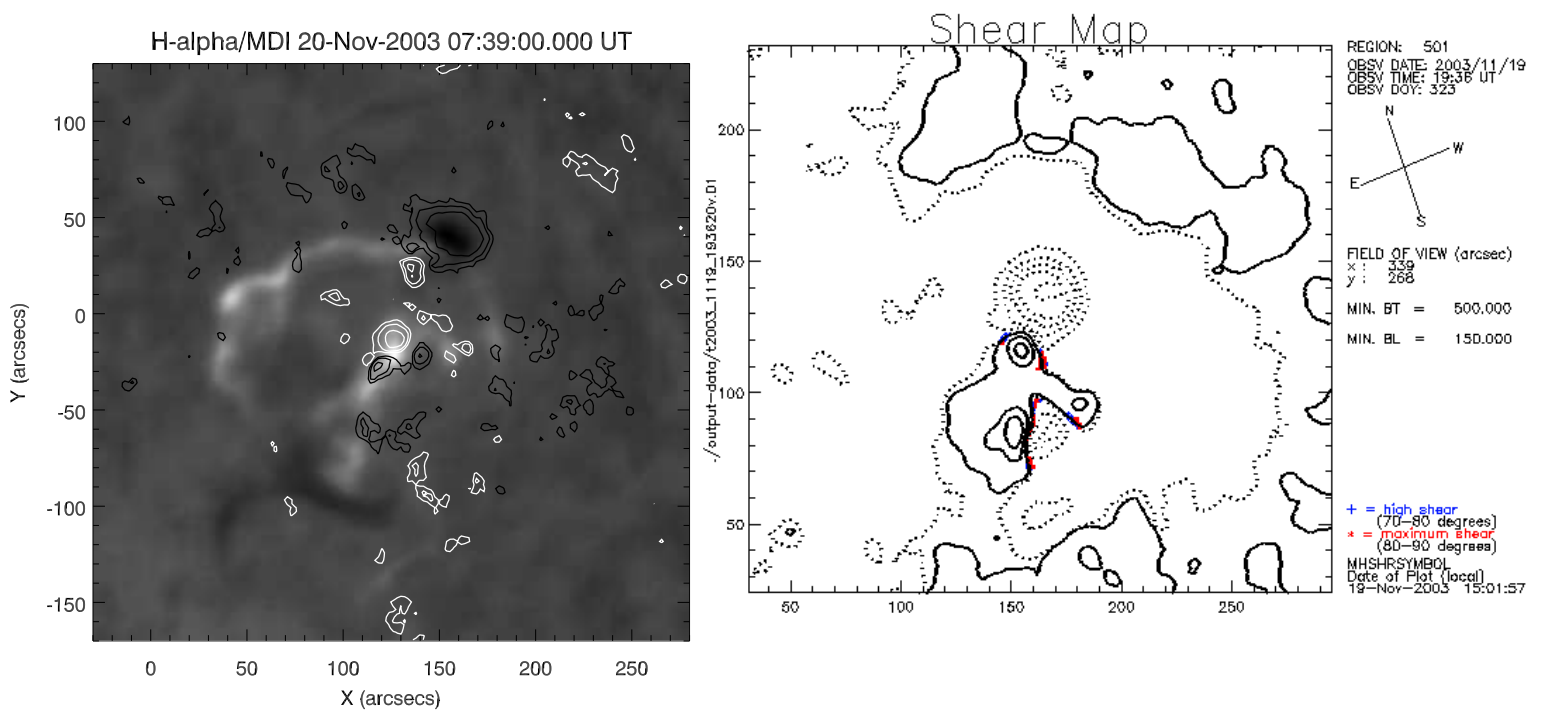 H-alpha/MDI 20-Nov-2003 07:39:00.000 UT
100
50
0
-50
-100
-150
Y (arcsecs)
0
50
100
150
200
250
X (arcsecs)
Shear Map
200
150
100
50
50
100
150
200
250
REGION: 501
OBSV DATE: 2003/11/19
OBSV TIME: 19:36 UT
OBSV DOY: 323
N
W
E
S
FIELD OF VIEW (arcsec)
x : 339
y : 268
MIN. BT = 500.000
MIN. BL = 150.000
+ = high shear
(70-80 degrees)
* = maximum shear
(80-90 degrees)
MHSHRSYMBOL
Date of Plot (local)
19-Nov-2003 15:01:57